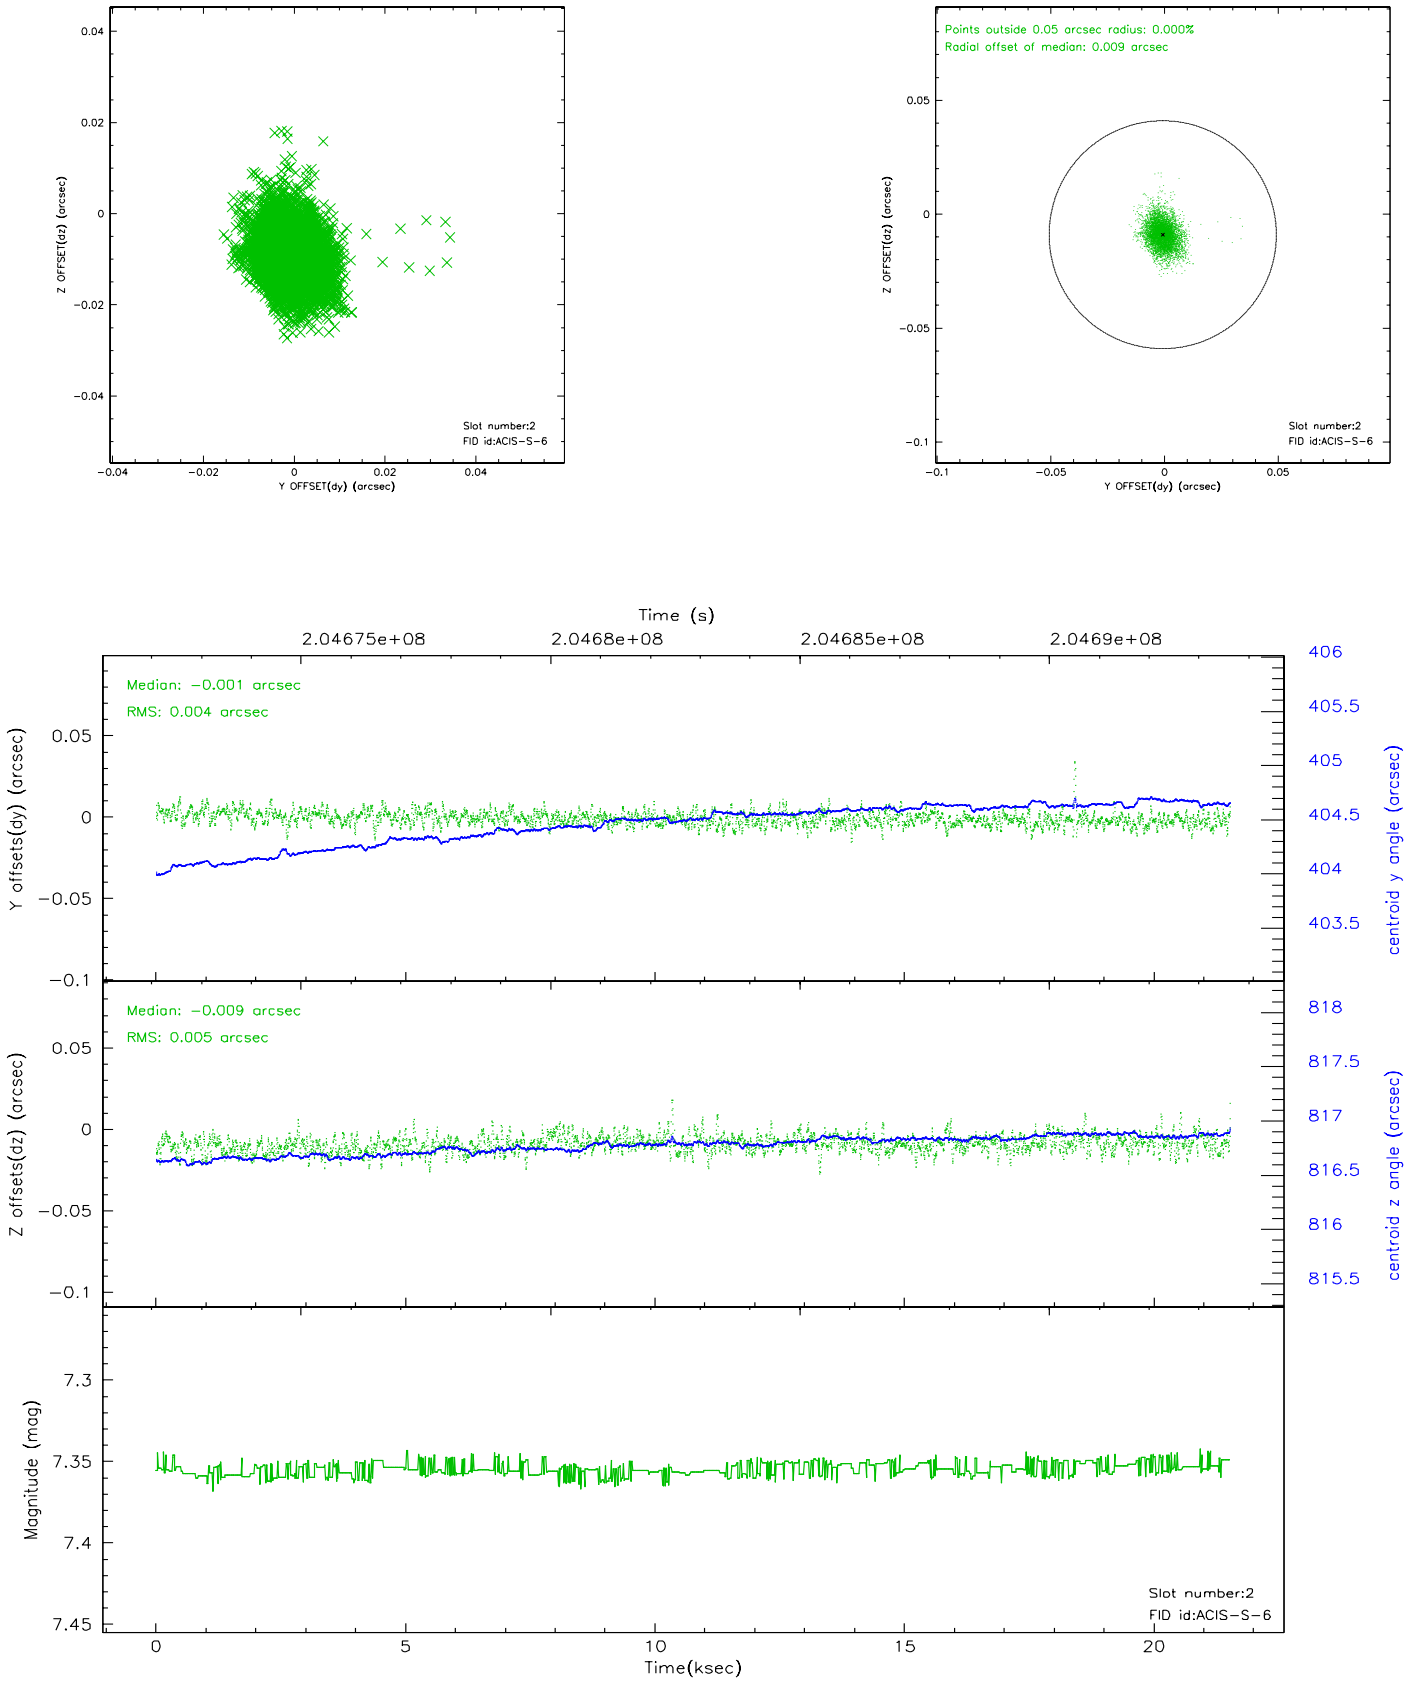 0.04
0.02
0
−0.02
−0.04
Z OFFSET(dz) (arcsec)
Slot number:2
FID id:ACIS−S−6
−0.04 −0.02 0 0.02 0.04
Y OFFSET(dy) (arcsec)
Points outside 0.05 arcsec radius: 0.000%
Radial offset of median: 0.009 arcsec
0.05
0
−0.05
−0.1
Z OFFSET(dz) (arcsec)
Slot number:2
FID id:ACIS−S−6
−0.1 −0.05 0 0.05
Y OFFSET(dy) (arcsec)
Time (s)
2.04675e+08 2.0468e+08 2.04685e+08 2.0469e+08
Median: −0.001 arcsec
RMS: 0.004 arcsec
0.05
0
−0.05
−0.1
Y offsets(dy) (arcsec)
406
405.5
405
404.5
404
403.5
centroid y angle (arcsec)
Median: −0.009 arcsec
RMS: 0.005 arcsec
0.05
0
−0.05
−0.1
Z offsets(dz) (arcsec)
818
817.5
817
816.5
816
815.5
centroid z angle (arcsec)
7.3
7.35
7.4
7.45
Magnitude (mag)
Slot number:2
FID id:ACIS−S−6
0 5 10 15 20
Time(ksec)